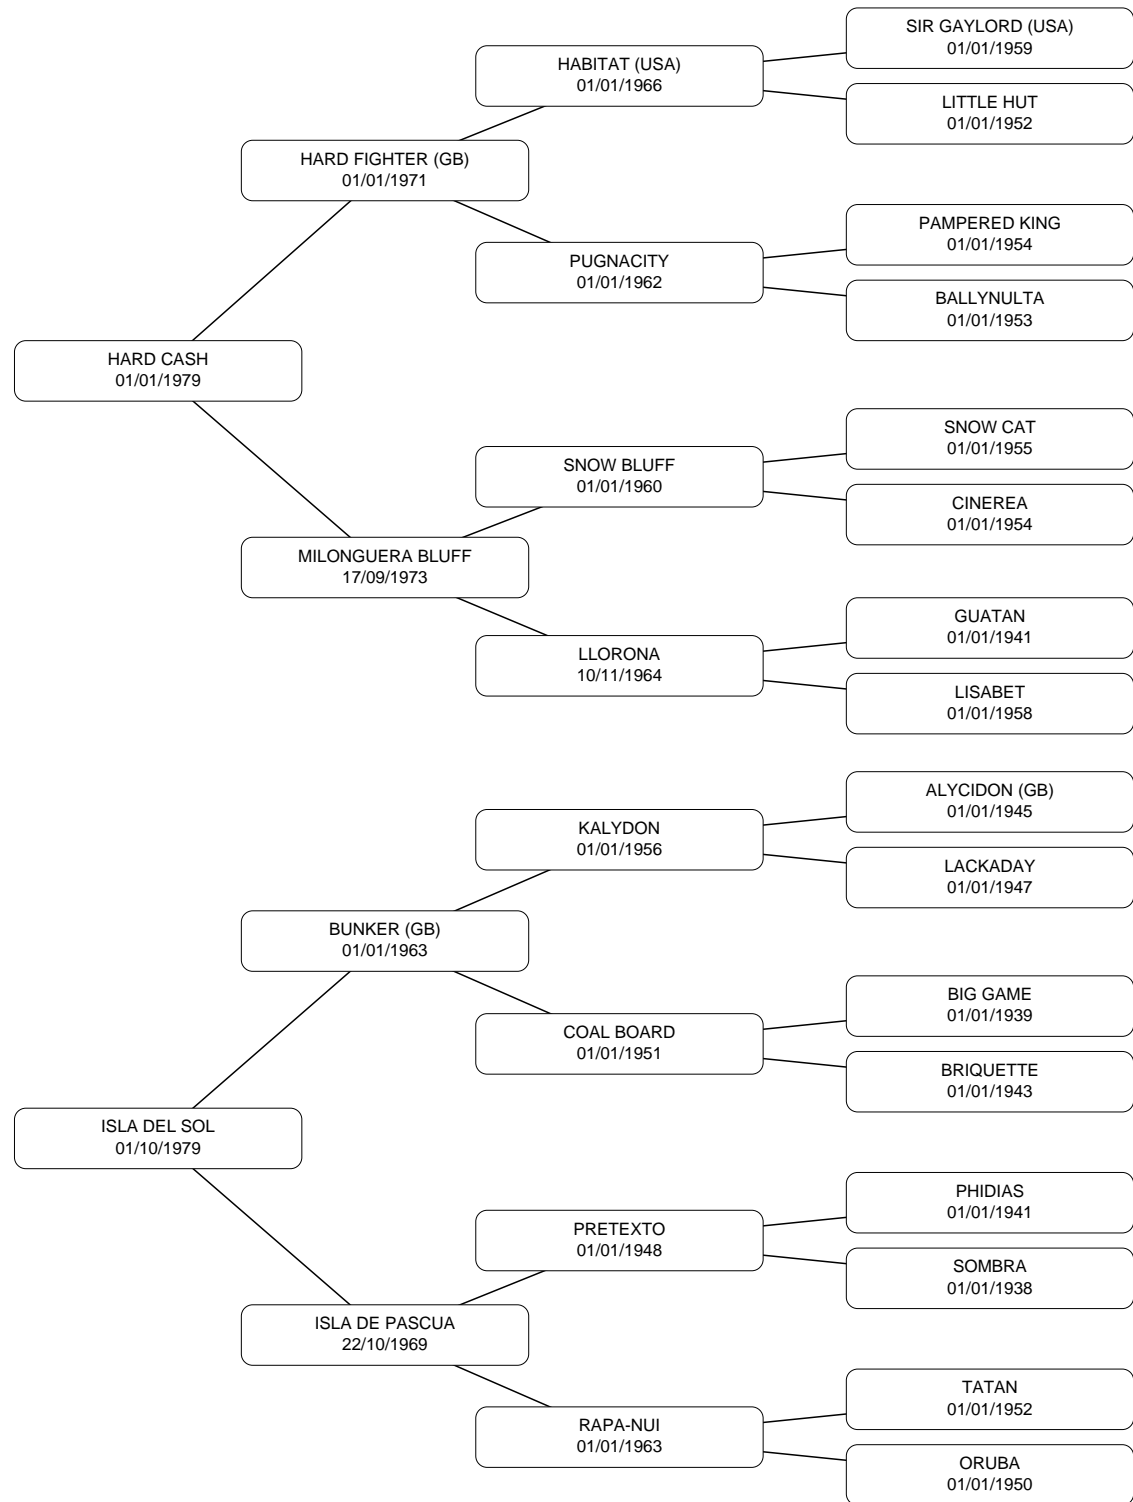 SIR GAYLORD (USA)
01/01/1959
HABITAT (USA)
01/01/1966
LITTLE HUT
01/01/1952
HARD FIGHTER (GB)
01/01/1971
PAMPERED KING
01/01/1954
PUGNACITY
01/01/1962
BALLYNULTA
01/01/1953
HARD CASH
01/01/1979
SNOW CAT
01/01/1955
SNOW BLUFF
01/01/1960
CINEREA
01/01/1954
MILONGUERA BLUFF
17/09/1973
GUATAN
01/01/1941
LLORONA
10/11/1964
LISABET
01/01/1958
ALYCIDON (GB)
01/01/1945
KALYDON
01/01/1956
LACKADAY
01/01/1947
BUNKER (GB)
01/01/1963
BIG GAME
01/01/1939
COAL BOARD
01/01/1951
BRIQUETTE
01/01/1943
ISLA DEL SOL
01/10/1979
PHIDIAS
01/01/1941
PRETEXTO
01/01/1948
SOMBRA
01/01/1938
ISLA DE PASCUA
22/10/1969
TATAN
01/01/1952
RAPA-NUI
01/01/1963
ORUBA
01/01/1950